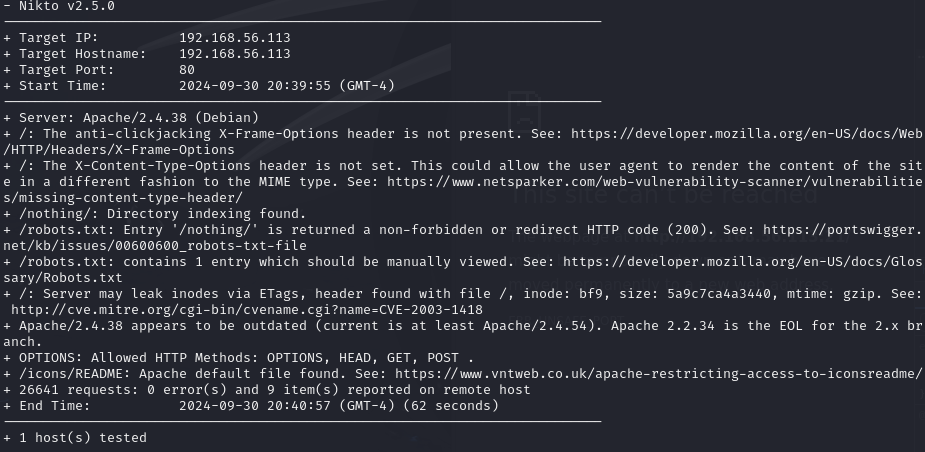 - Nikto v2.5.0
+ Target IP:          192.168.56.113
+ Target Hostname:    192.168.56.113
+ Target Port:        80
+ Start Time:         2024-09-30 20:39:55 (GMT-4)
+ Server: Apache/2.4.38 (Debian)
+ /: The anti-clickjacking X-Frame-Options header is not present. See: https://developer.mozilla.org/en-US/docs/Web
/HTTP/Headers/X-Frame-Options
+ /: The X-Content-Type-Options header is not set. This could allow the user agent to render the content of the sit
e in a different fashion to the MIME type. See: https://www.netsparker.com/web-vulnerability-scanner/vulnerabilitie
s/missing-content-type-header/
+ /nothing/: Directory indexing found.
+ /robots.txt: Entry '/nothing/' is returned a non-forbidden or redirect HTTP code (200). See: https://portswigger.
net/kb/issues/00600600_robots-txt-file
+ /robots.txt: contains 1 entry which should be manually viewed. See: https://developer.mozilla.org/en-US/docs/Glos
sary/Robots.txt
+ /: Server may leak inodes via ETags, header found with file /, inode: bf9, size: 5a9c7ca4a3440, mtime: gzip. See:
 http://cve.mitre.org/cgi-bin/cvename.cgi?name=CVE-2003-1418
+ Apache/2.4.38 appears to be outdated (current is at least Apache/2.4.54). Apache 2.2.34 is the EOL for the 2.x br
anch.
+ OPTIONS: Allowed HTTP Methods: OPTIONS, HEAD, GET, POST .
+ /icons/README: Apache default file found. See: https://www.vntweb.co.uk/apache-restricting-access-to-iconsreadme/
+ 26641 requests: 0 error(s) and 9 item(s) reported on remote host
+ End Time:           2024-09-30 20:40:57 (GMT-4) (62 seconds)
+ 1 host(s) tested
This site can't be reached